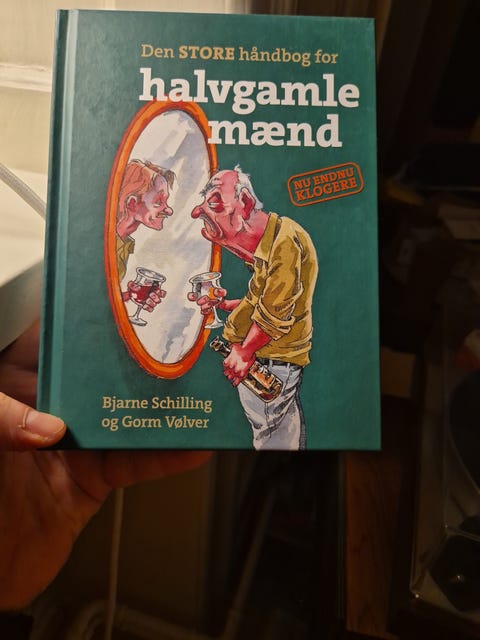 Den STORE håndbog for
halvgamle
mænd
NU ENDNU
KLOGERE
Bjarne Schilling
og Gorm Vølver